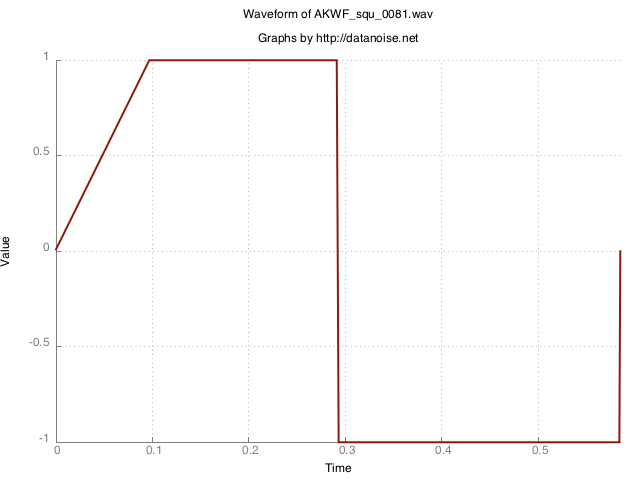 Waveform of AKWF_squ_0081.wav
Graphs by http://datanoise.net
1
0.5
0
-0.5
-1
Value
0 0.1 0.2 0.3 0.4 0.5
Time